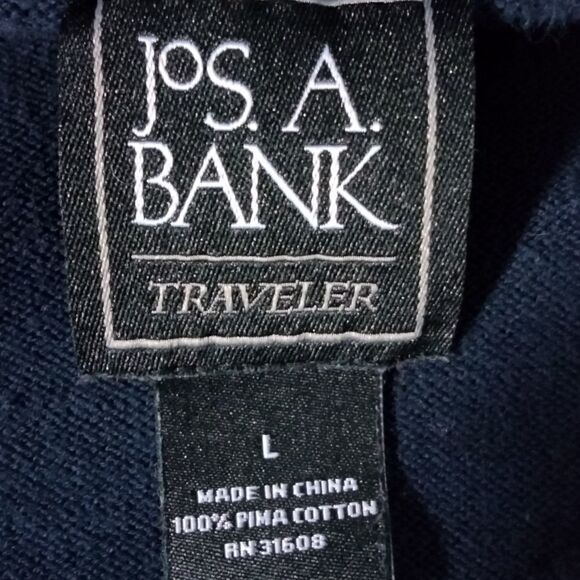 JoS. A.
BANK
TRAVELER
L
MADE IN CHINA
100% PIMA COTTON
RN 31608